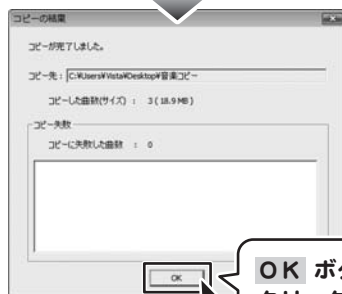 コピーの結果
コピーが完了しました。
コピー先： C:¥Users¥Vista¥Desktop¥音楽コピー
コピーした曲数(サイズ) ： 3 ( 18.9 MB )
コピー失敗
コピーに失敗した曲数 ： 0
OK
ＯＫ ボタ